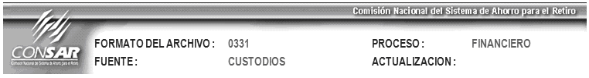 Comisión Nacional del Sistema de Ahorro para el Retiro
CONSAR
FORMATO DEL ARCHIVO: 0331 PROCESO: FINANCIERO
FUENTE: CUSTODIOS ACTUALIZACION: